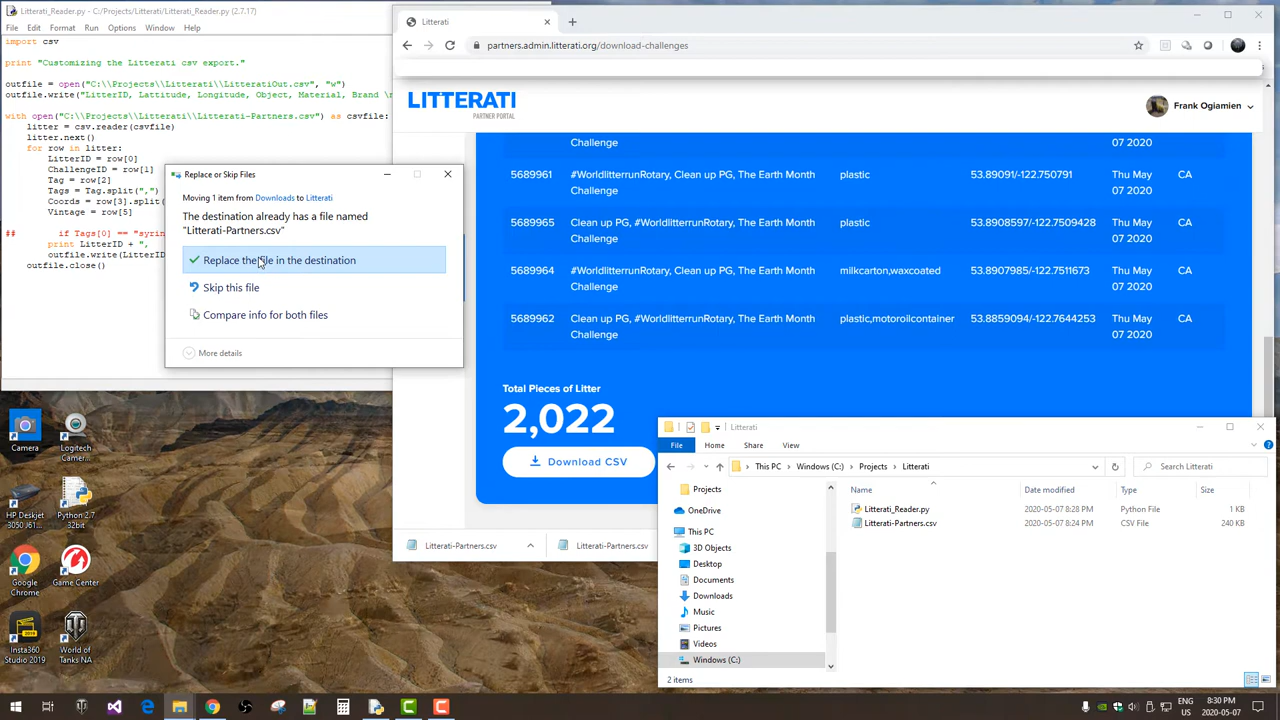 Litterati_Reader.py - C:/Projects/Litterati/Litterati_Reader.py (2.7.17)
File Edit Format Run Options Window Help
import csv
print "Customizing the Litterati csv export."
outfile = open("C:\\Projects\\Litterati\\LitteratiOut.csv", "w")
outfile.write("LitterID, Lattitude, Longitude, Object, Material, Brand \n
with open("C:\\Projects\\Litterati\\Litterati-Partners.csv") as csvfile:
litter = csv.reader(csvfile)
litter.next()
for row in litter:
LitterID = row[0]
ChallengeID = row[1]
Tag = row[2]
Tags = Tag.split(",")
Coords = row[3].split(
Vintage = row[5]
## if Tags[0] == "syrin
print LitterID + ",
outfile.write(LitterID
outfile.close()
Replace or Skip Files
Moving 1 item from Downloads to Litterati
The destination already has a file named
"Litterati-Partners.csv"
Replace the file in the destination
Skip this file
Compare info for both files
More details
Litterati
partners.admin.litterati.org/download-challenges
LITTERATI
PARTNER PORTAL
Frank Ogiamien
Challenge 07 2020
5689961 #WorldlitterrunRotary, Clean up PG, The Earth Month Challenge plastic 53.89091/-122.750791 Thu May 07 2020 CA
5689965 Clean up PG, #WorldlitterrunRotary, The Earth Month Challenge plastic 53.8908597/-122.7509428 Thu May 07 2020 CA
5689964 #WorldlitterrunRotary, Clean up PG, The Earth Month Challenge milkcarton,waxcoated 53.8907985/-122.7511673 Thu May 07 2020 CA
5689962 Clean up PG, #WorldlitterrunRotary, The Earth Month Challenge plastic,motoroilcontainer 53.8859094/-122.7644253 Thu May 07 2020 CA
Total Pieces of Litter
2,022
Download CSV
Litterati-Partners.csv Litterati-Partners.csv
Litterati
File Home Share View
This PC Windows (C:) Projects Litterati Search Litterati
Name Date modified Type Size
Litterati_Reader.py 2020-05-07 8:28 PM Python File 1 KB
Litterati-Partners.csv 2020-05-07 8:24 PM CSV File 240 KB
Projects
OneDrive
This PC
3D Objects
Desktop
Documents
Downloads
Music
Pictures
Videos
Windows (C:)
2 items
Camera
Logitech Camer...
HP Deskjet 3050 J61...
Python 2.7 32bit
Google Chrome
Game Center
Insta360 Studio 2019
World of Tanks NA
ENG US
8:30 PM
2020-05-07